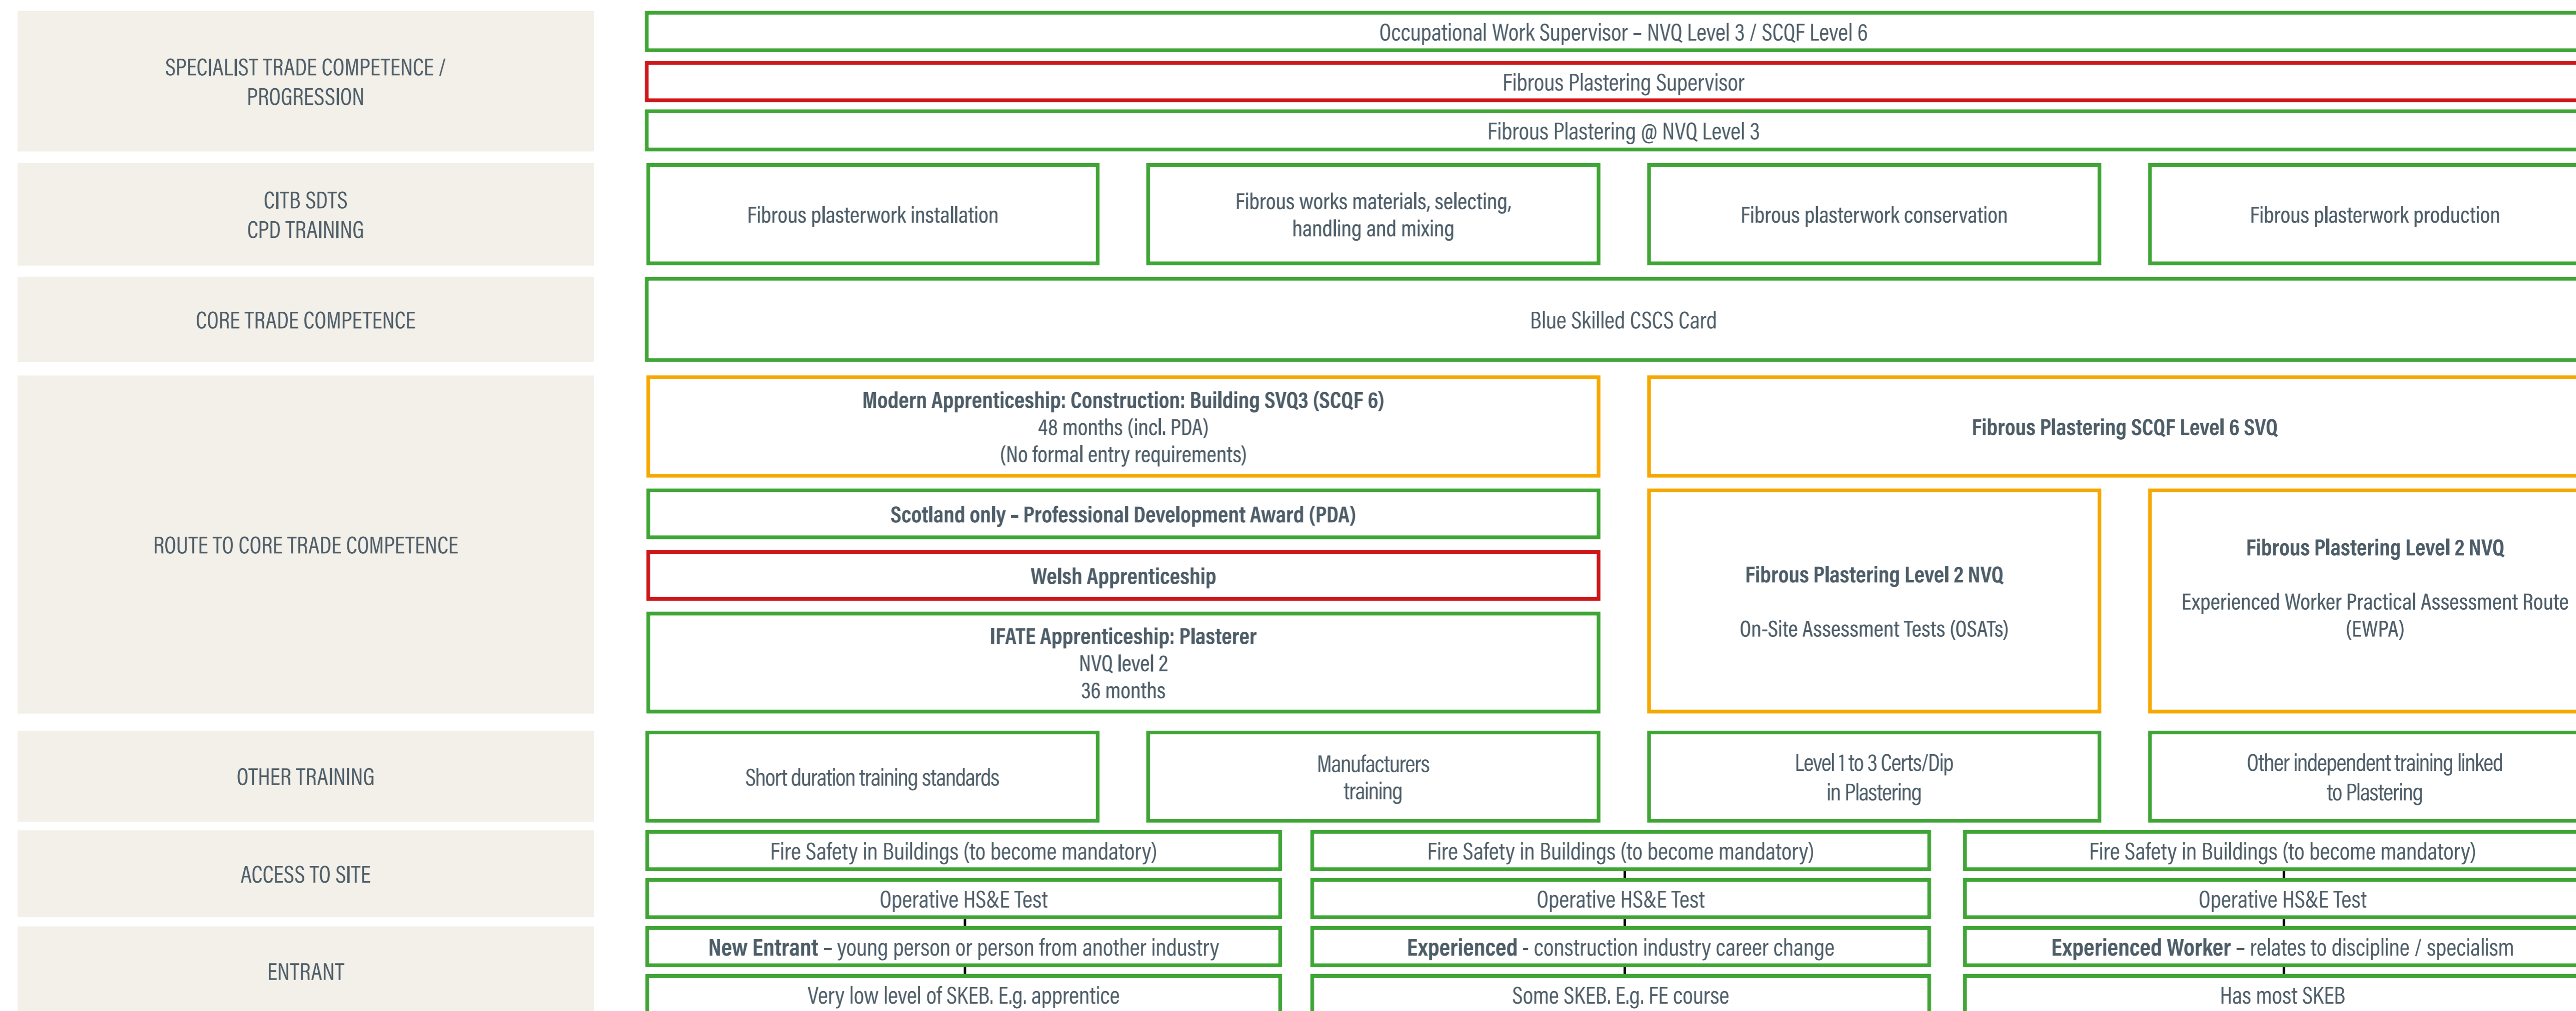 SPECIALIST TRADE COMPETENCE /
PROGRESSION
Occupational Work Supervisor – NVQ Level 3 / SCQF Level 6
Fibrous Plastering Supervisor
Fibrous Plastering @ NVQ Level 3
CITB SDTS
CPD TRAINING
Fibrous plasterwork installation
Fibrous works materials, selecting,
handling and mixing
Fibrous plasterwork conservation
Fibrous plasterwork production
CORE TRADE COMPETENCE
Blue Skilled CSCS Card
ROUTE TO CORE TRADE COMPETENCE
Modern Apprenticeship: Construction: Building SVQ3 (SCQF 6)
48 months (incl. PDA)
(No formal entry requirements)
Fibrous Plastering SCQF Level 6 SVQ
Scotland only – Professional Development Award (PDA)
Welsh Apprenticeship
IFATE Apprenticeship: Plasterer
NVQ level 2
36 months
Fibrous Plastering Level 2 NVQ
On-Site Assessment Tests (OSATs)
Fibrous Plastering Level 2 NVQ
Experienced Worker Practical Assessment Route
(EWPA)
OTHER TRAINING
Short duration training standards
Manufacturers
training
Level 1 to 3 Certs/Dip
in Plastering
Other independent training linked
to Plastering
ACCESS TO SITE
Fire Safety in Buildings (to become mandatory)
Fire Safety in Buildings (to become mandatory)
Fire Safety in Buildings (to become mandatory)
Operative HS&E Test
Operative HS&E Test
Operative HS&E Test
ENTRANT
New Entrant – young person or person from another industry
Experienced - construction industry career change
Experienced Worker – relates to discipline / specialism
Very low level of SKEB. E.g. apprentice
Some SKEB. E.g. FE course
Has most SKEB